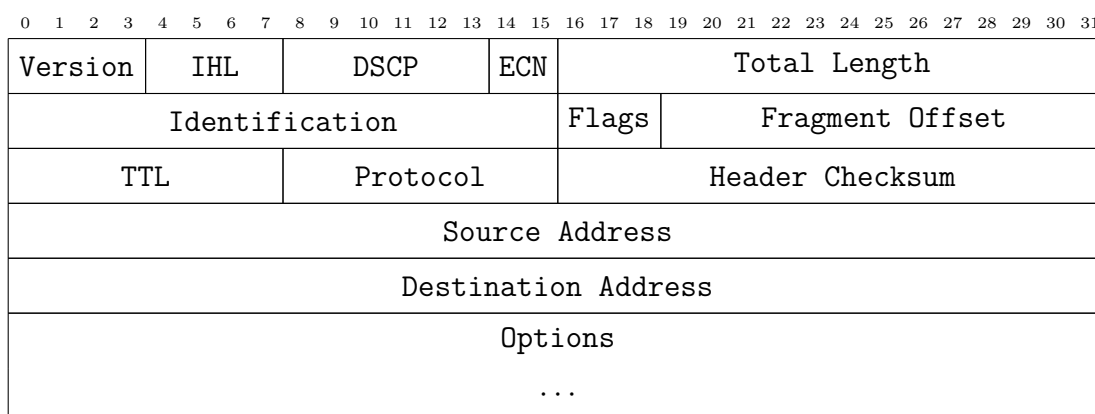 0 1 2 3 4 5 6 7 8 9 10 11 12 13 14 15 16 17 18 19 20 21 22 23 24 25 26 27 28 29 30 31
Version IHL DSCP ECN Total Length
Identification Flags Fragment Offset
TTL Protocol Header Checksum
Source Address
Destination Address
Options
...